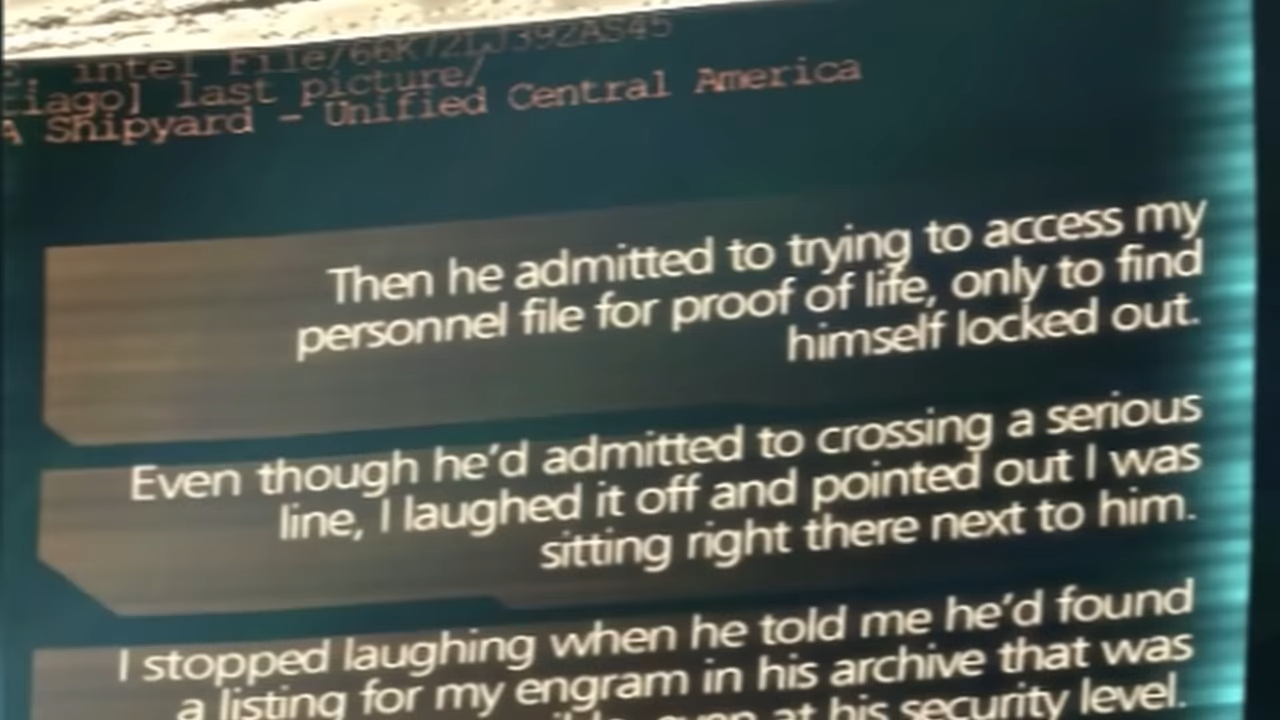 intel File/66K72LJ392AS45
last picture/
A Shipyard - Unified Central America
Then he admitted to trying to access my
personnel file for proof of life, only to find
himself locked out.
Even though he'd admitted to crossing a serious
line, I laughed it off and pointed out I was
sitting right there next to him.
I stopped laughing when he told me he'd found
a listing for my engram in his archive that was
even at his security level.